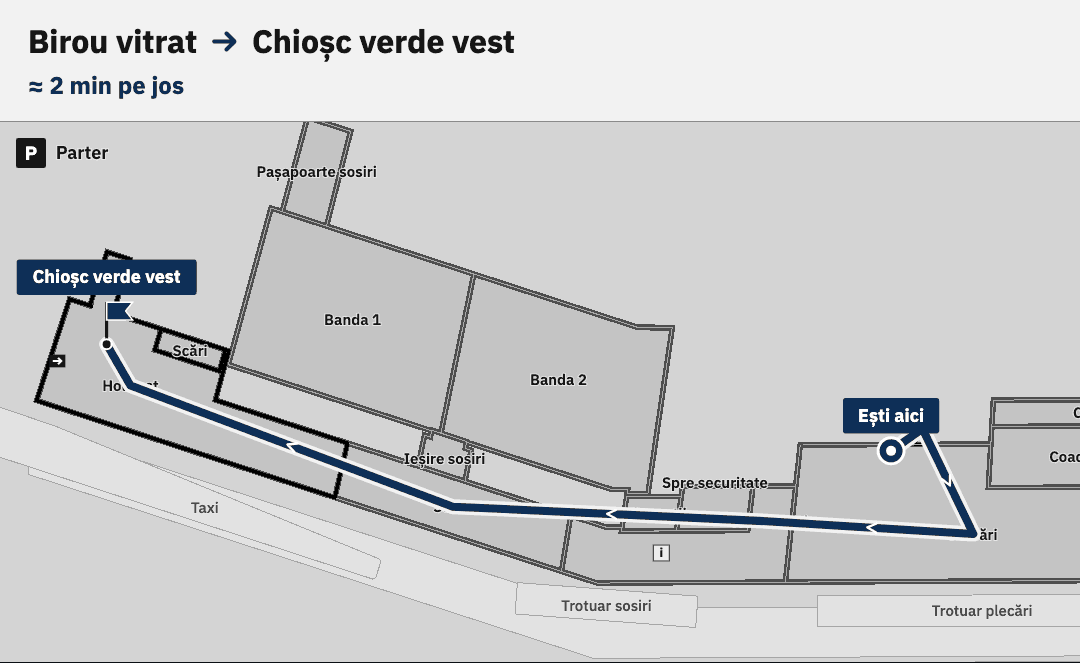 Birou vitrat → Chioșc verde vest
≈ 2 min pe jos
P Parter
Pașapoarte sosiri
Chioșc verde vest
Banda 1
Scări
Banda 2
Ești aici
Ieșire sosiri
Spre securitate
Taxi
i
Trotuar sosiri
Trotuar plecări